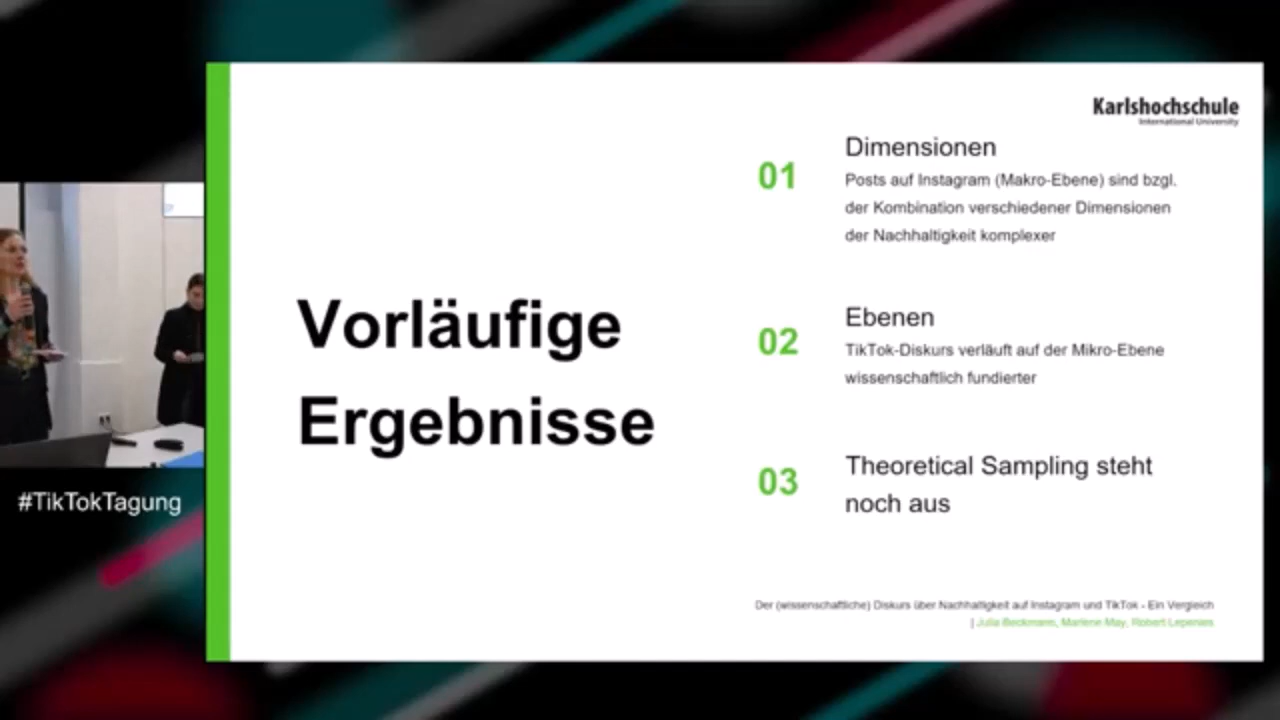 Karlshochschule
International University
Vorläufige
Ergebnisse
01
Dimensionen
Posts auf Instagram (Makro-Ebene) sind bzgl.
der Kombination verschiedener Dimensionen
der Nachhaltigkeit komplexer
02
Ebenen
TikTok-Diskurs verläuft auf der Mikro-Ebene
wissenschaftlich fundierter
03
Theoretical Sampling steht
noch aus
Der (wissenschaftliche) Diskurs über Nachhaltigkeit auf Instagram und TikTok - Ein Vergleich
| Julia Beckmann, Marlene May, Robert Lepenies
#TikTokTagung